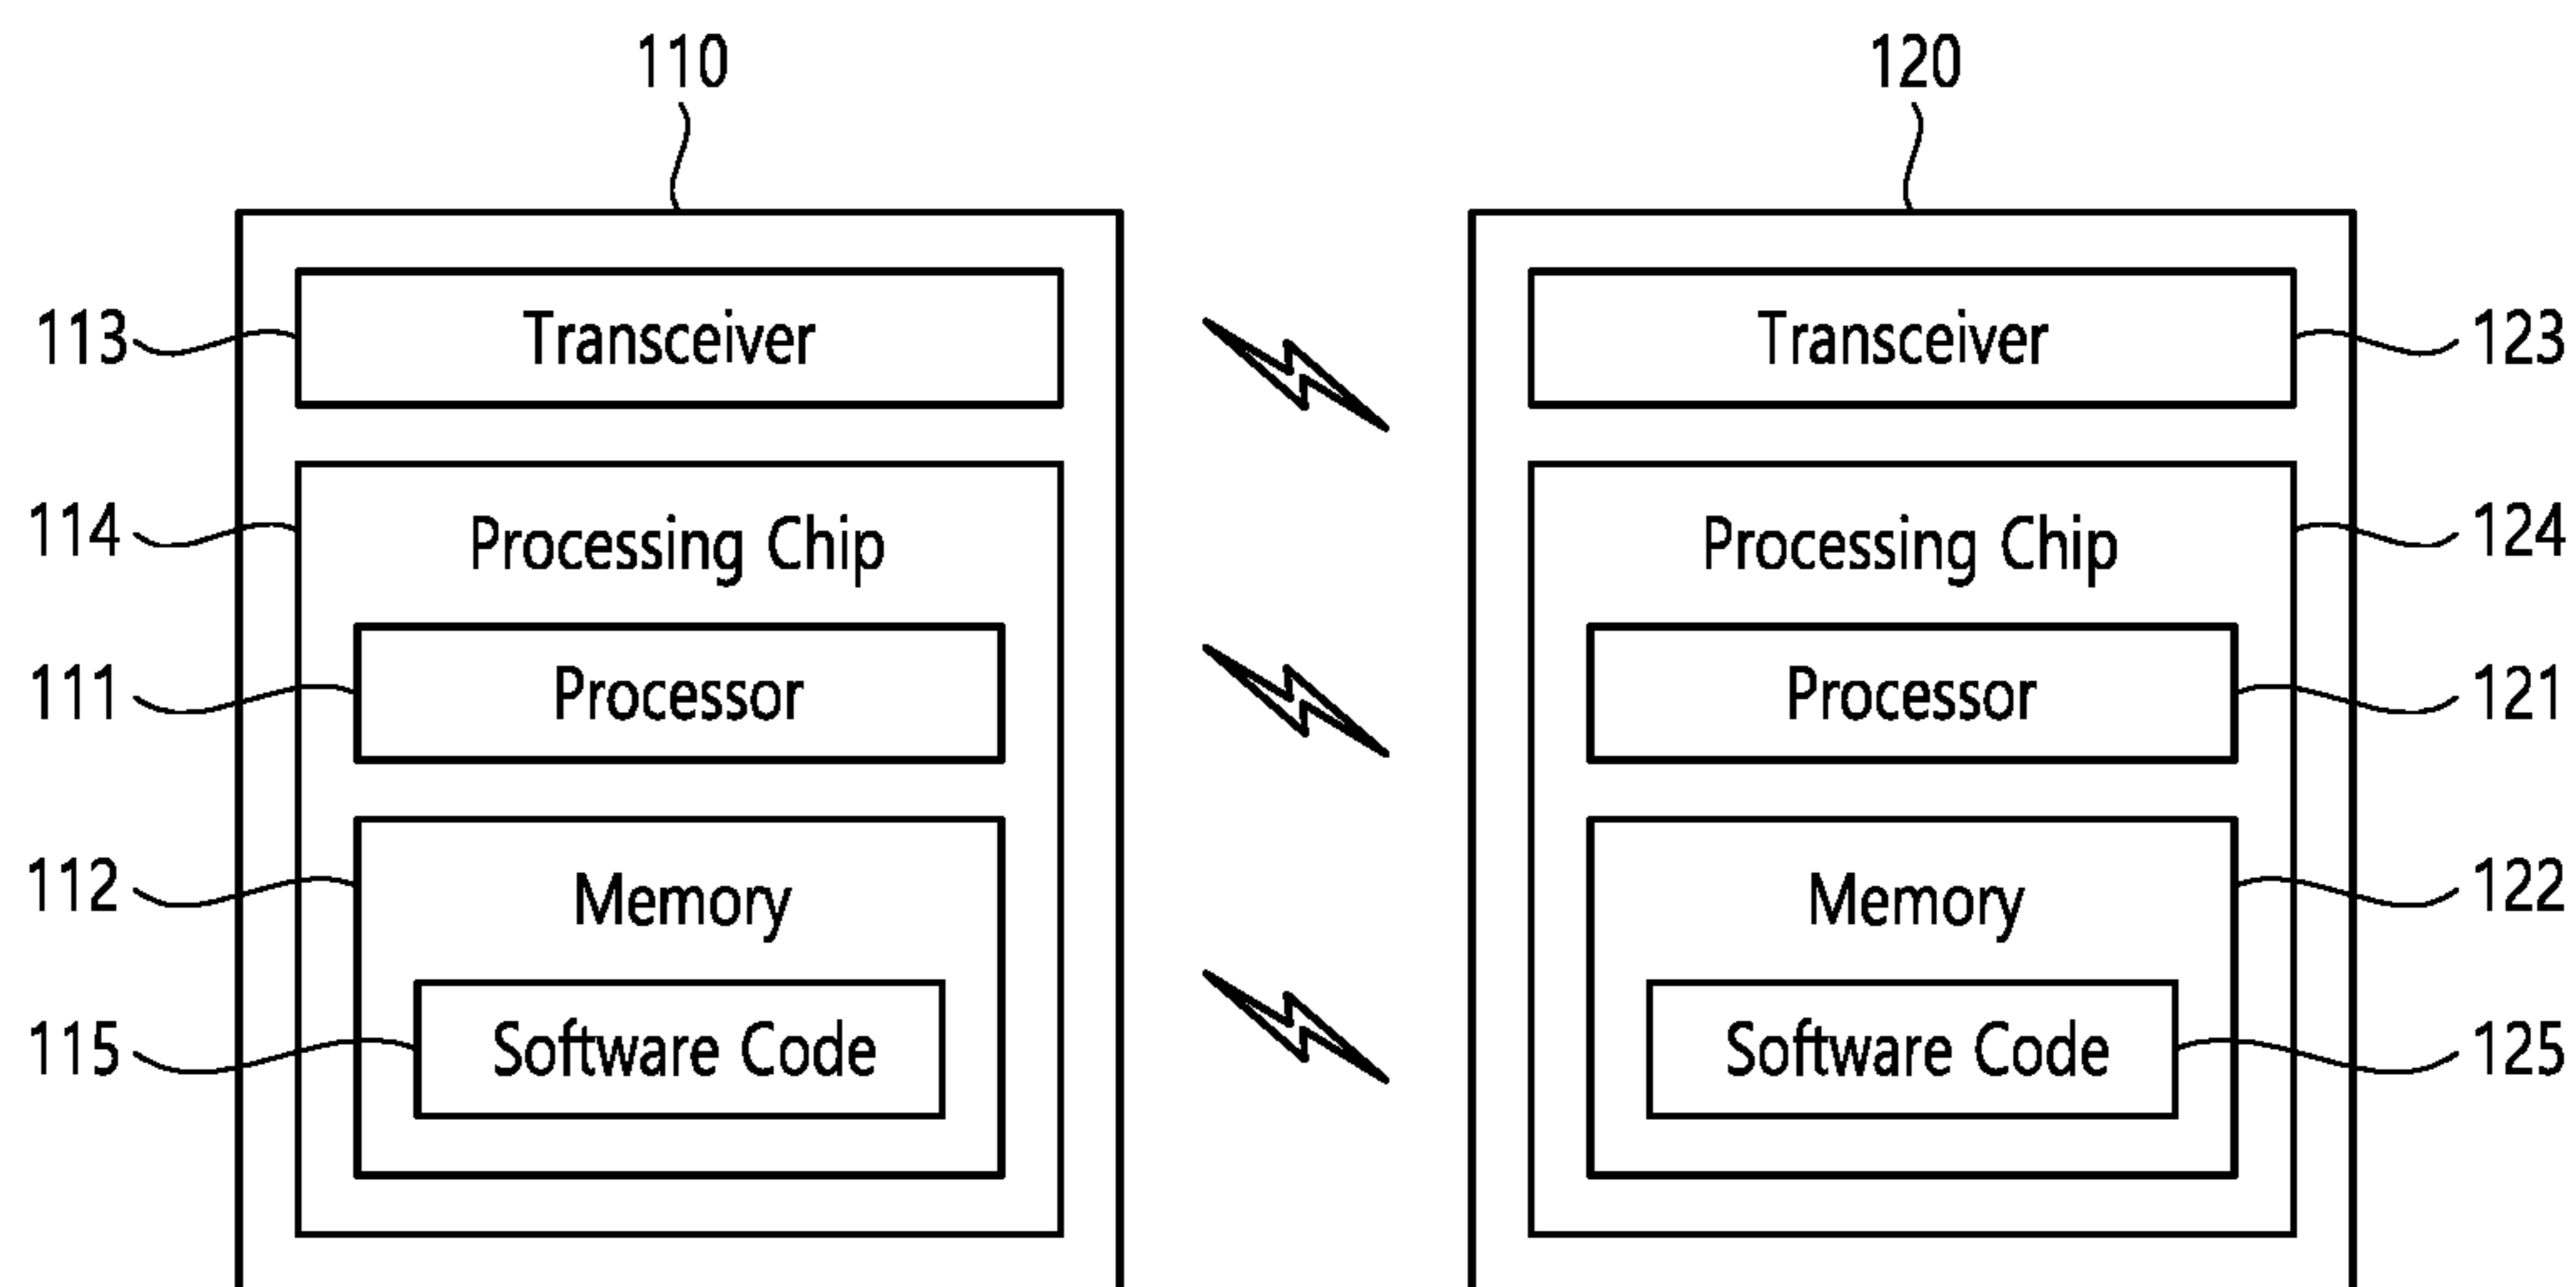 110 120
113 Transceiver Transceiver 123
114 Processing Chip Processing Chip 124
111 Processor Processor 121
112 Memory Memory 122
115 Software Code Software Code 125